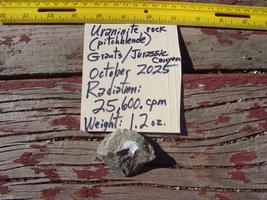 Uraninite rock
(pitchblende)
Grants/Jurassic
Canyon
October 2025
Radiation:
25,600 cpm
Weight: 1.2 oz.